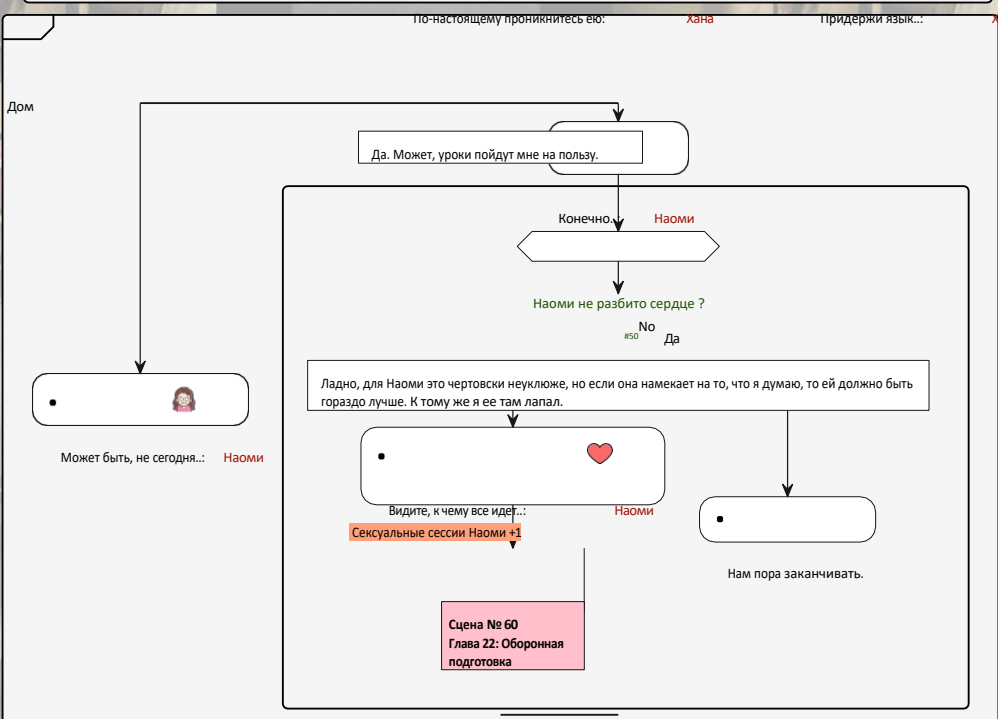 По-настоящему проникнитесь ею: Хана Придержи язык..:
Дом
Да. Может, уроки пойдут мне на пользу.
Конечно.: Наоми
Наоми не разбито сердце ?
#50 No Да
Ладно, для Наоми это чертовски неуклюже, но если она намекает на то, что я думаю, то ей должно быть
гораздо лучше. К тому же я ее там лапал.
Может быть, не сегодня..: Наоми
Видите, к чему все идет..: Наоми
Сексуальные сессии Наоми +1
Нам пора заканчивать.
Сцена № 60
Глава 22: Оборонная
подготовка